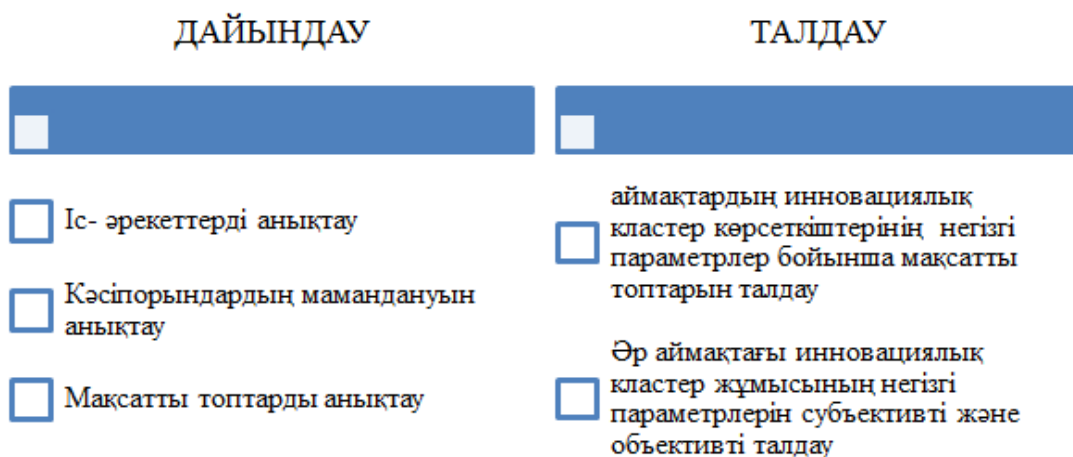 ДАЙЫНДАУ
Іс- әрекеттерді анықтау
Кәсіпорындардың мамандануын
анықтау
Мақсатты топтарды анықтау
ТАЛДАУ
аймақтардың инновациялық
кластер көрсеткіштерінің негізгі
параметрлер бойынша мақсатты
топтарын талдау
Әр аймақтағы инновациялық
кластер жұмысының негізгі
параметрлерін субъективті және
объективті талдау